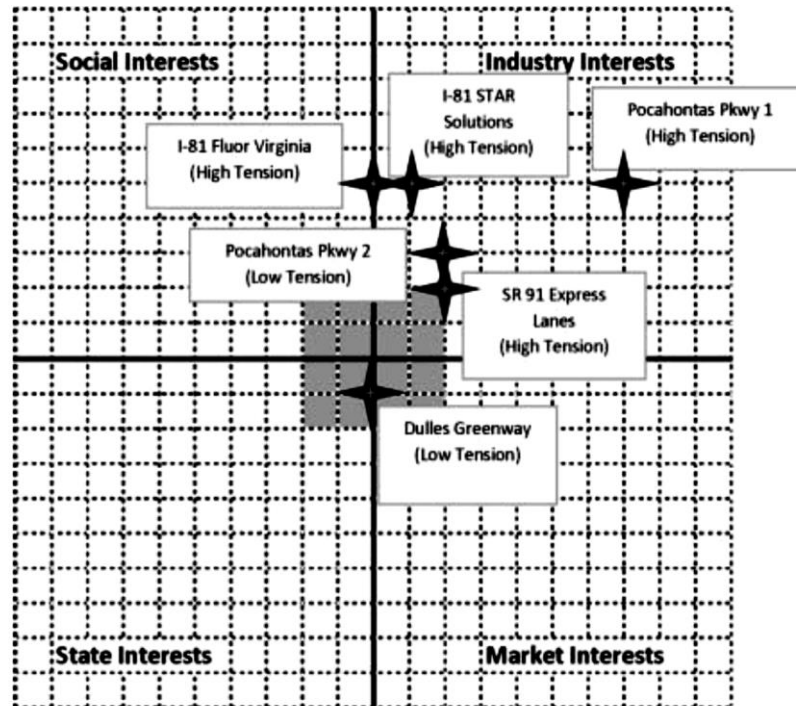 Social Interests
Industry Interests
I-81 STAR
Solutions
(High Tension)
Pocahontas Pkwy 1
(High Tension)
I-81 Fluor Virginia
(High Tension)
Pocahontas Pkwy 2
(Low Tension)
SR 91 Express
Lanes
(High Tension)
Dulles Greenway
(Low Tension)
State Interests
Market Interests